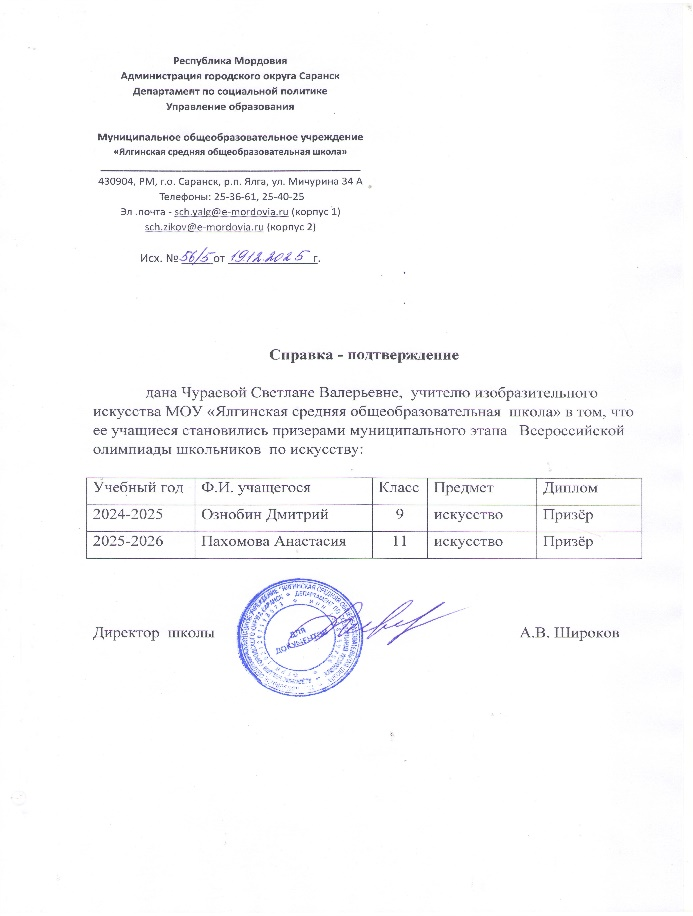 Республика Мордовия
Администрация городского округа Саранск
Департамент по социальной политике
Управление образования
Муниципальное общеобразовательное учреждение
«Ялгинская средняя общеобразовательная школа»
430904, РМ, г.о. Саранск, р.п. Ялга, ул. Мичурина 34 А
Телефоны: 25-36-61, 25-40-25
Эл .почта - sch.yalg@e-mordovia.ru (корпус 1)
sch.zikov@e-mordovia.ru (корпус 2)
Исх. № 56/5 от 19.12.2025 г.
Справка - подтверждение
дана Чураевой Светлане Валерьевне, учителю изобразительного
искусства МОУ «Ялгинская средняя общеобразовательная школа» в том, что
ее учащиеся становились призерами муниципального этапа Всероссийской
олимпиады школьников по искусству:
Учебный год Ф.И. учащегося Класс Предмет Диплом
2024-2025 Ознобин Дмитрий 9 искусство Призёр
2025-2026 Пахомова Анастасия 11 искусство Призёр
Директор школы А.В. Широков
ДЛЯ
ДОКУМЕНТОВ